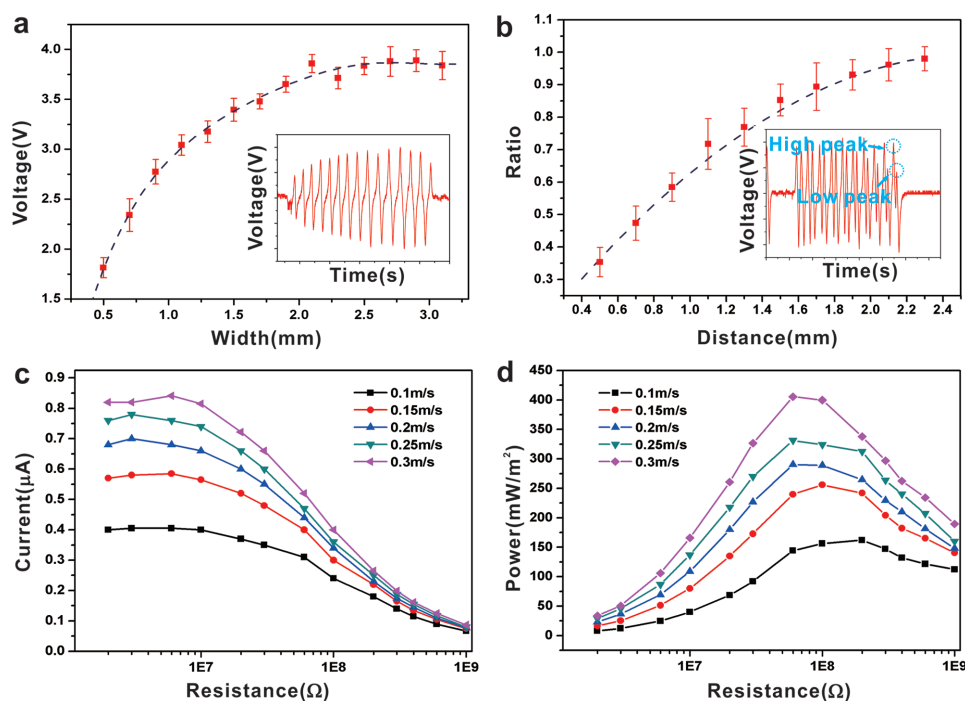 a
Voltage(V)
4.0
3.5
3.0
2.5
2.0
1.5
0.5
1.0
1.5
2.0
2.5
3.0
Width(mm)
Voltage(V)
Time(s)
b
Ratio
1.0
0.9
0.8
0.7
0.6
0.5
0.4
0.3
0.4 0.6 0.8 1.0 1.2 1.4 1.6 1.8 2.0 2.2 2.4
Distance(mm)
Voltage(V)
High peak
Low peak
Time(s)
c
Current(μA)
0.9
0.8
0.7
0.6
0.5
0.4
0.3
0.2
0.1
0.0
1E7 1E8 1E9
Resistance(Ω)
0.1m/s
0.15m/s
0.2m/s
0.25m/s
0.3m/s
d
Power(mW/m²)
450
400
350
300
250
200
150
100
50
0
1E7 1E8 1E9
Resistance(Ω)
0.1m/s
0.15m/s
0.2m/s
0.25m/s
0.3m/s